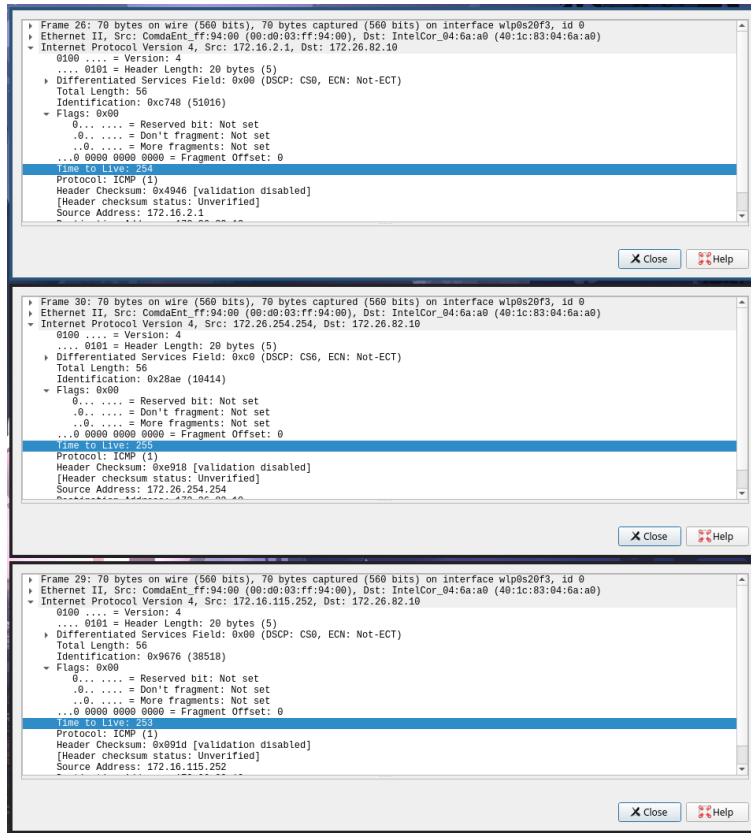 Frame 26: 70 bytes on wire (560 bits), 70 bytes captured (560 bits) on interface wlp0s20f3, id 0
Ethernet II, Src: ComdaEnt_ff:94:00 (00:d0:03:ff:94:00), Dst: IntelCor_04:6a:a0 (40:1c:83:04:6a:a0)
Internet Protocol Version 4, Src: 172.16.2.1, Dst: 172.26.82.10
0100 .... = Version: 4
.... 0101 = Header Length: 20 bytes (5)
Differentiated Services Field: 0x00 (DSCP: CS0, ECN: Not-ECT)
Total Length: 56
Identification: 0xc748 (51016)
Flags: 0x00
0... .... = Reserved bit: Not set
.0.. .... = Don't fragment: Not set
..0. .... = More fragments: Not set
...0 0000 0000 0000 = Fragment Offset: 0
Time to Live: 254
Protocol: ICMP (1)
Header Checksum: 0x4946 [validation disabled]
[Header checksum status: Unverified]
Source Address: 172.16.2.1
Close Help
Frame 30: 70 bytes on wire (560 bits), 70 bytes captured (560 bits) on interface wlp0s20f3, id 0
Ethernet II, Src: ComdaEnt_ff:94:00 (00:d0:03:ff:94:00), Dst: IntelCor_04:6a:a0 (40:1c:83:04:6a:a0)
Internet Protocol Version 4, Src: 172.26.254.254, Dst: 172.26.82.10
0100 .... = Version: 4
.... 0101 = Header Length: 20 bytes (5)
Differentiated Services Field: 0xc0 (DSCP: CS6, ECN: Not-ECT)
Total Length: 56
Identification: 0x28ae (10414)
Flags: 0x00
0... .... = Reserved bit: Not set
.0.. .... = Don't fragment: Not set
..0. .... = More fragments: Not set
...0 0000 0000 0000 = Fragment Offset: 0
Time to Live: 255
Protocol: ICMP (1)
Header Checksum: 0xe918 [validation disabled]
[Header checksum status: Unverified]
Source Address: 172.26.254.254
Close Help
Frame 29: 70 bytes on wire (560 bits), 70 bytes captured (560 bits) on interface wlp0s20f3, id 0
Ethernet II, Src: ComdaEnt_ff:94:00 (00:d0:03:ff:94:00), Dst: IntelCor_04:6a:a0 (40:1c:83:04:6a:a0)
Internet Protocol Version 4, Src: 172.16.115.252, Dst: 172.26.82.10
0100 .... = Version: 4
.... 0101 = Header Length: 20 bytes (5)
Differentiated Services Field: 0x00 (DSCP: CS0, ECN: Not-ECT)
Total Length: 56
Identification: 0x9676 (38518)
Flags: 0x00
0... .... = Reserved bit: Not set
.0.. .... = Don't fragment: Not set
..0. .... = More fragments: Not set
...0 0000 0000 0000 = Fragment Offset: 0
Time to Live: 253
Protocol: ICMP (1)
Header Checksum: 0x091d [validation disabled]
[Header checksum status: Unverified]
Source Address: 172.16.115.252
Close Help